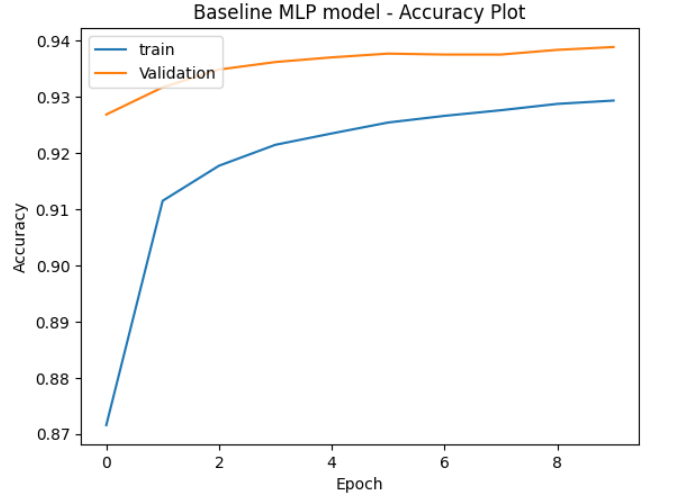 Baseline MLP model - Accuracy Plot
train
Validation
0.94
0.93
0.92
0.91
0.90
0.89
0.88
0.87
Accuracy
0 2 4 6 8
Epoch